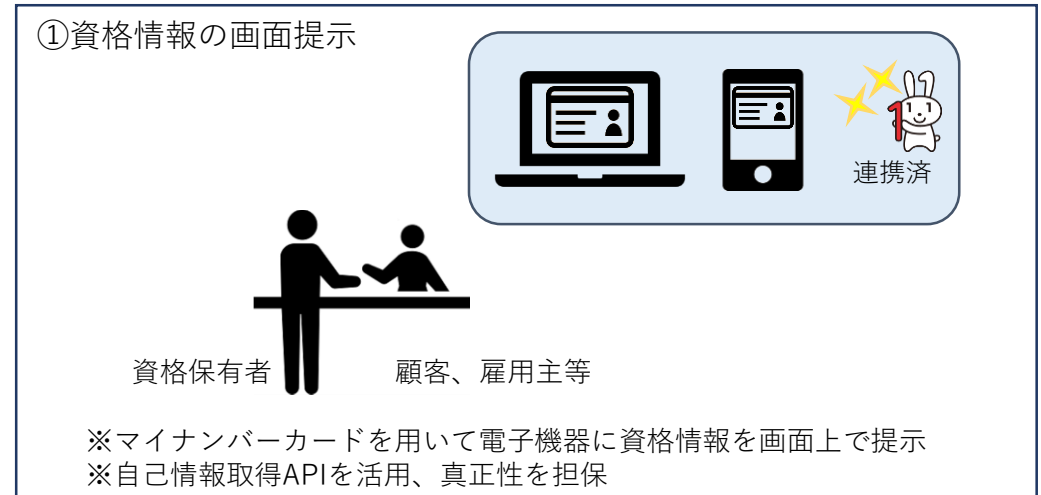 ①資格情報の画面提示
連携済
資格保有者
顧客、雇用主等
※マイナンバーカードを用いて電子機器に資格情報を画面上で提示
※自己情報取得APIを活用、真正性を担保